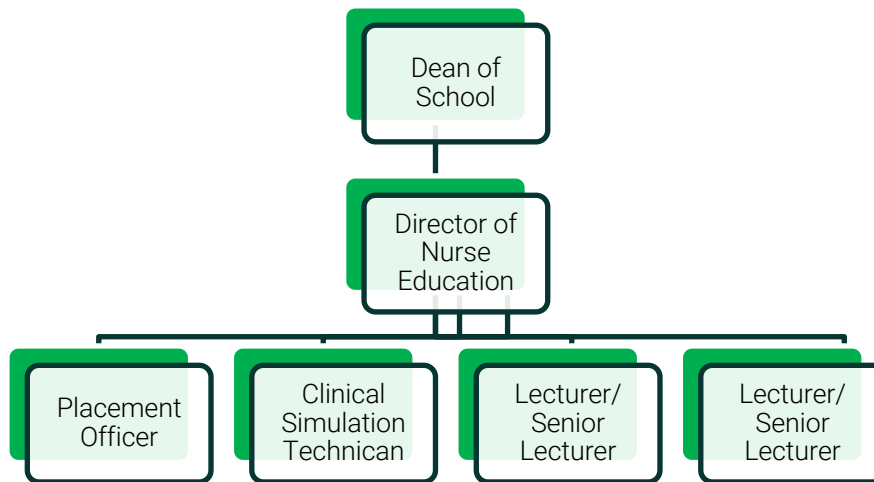 Dean of
School
Director of
Nurse
Education
Placement
Officer
Clinical
Simulation
Technican
Lecturer/
Senior
Lecturer
Lecturer/
Senior
Lecturer